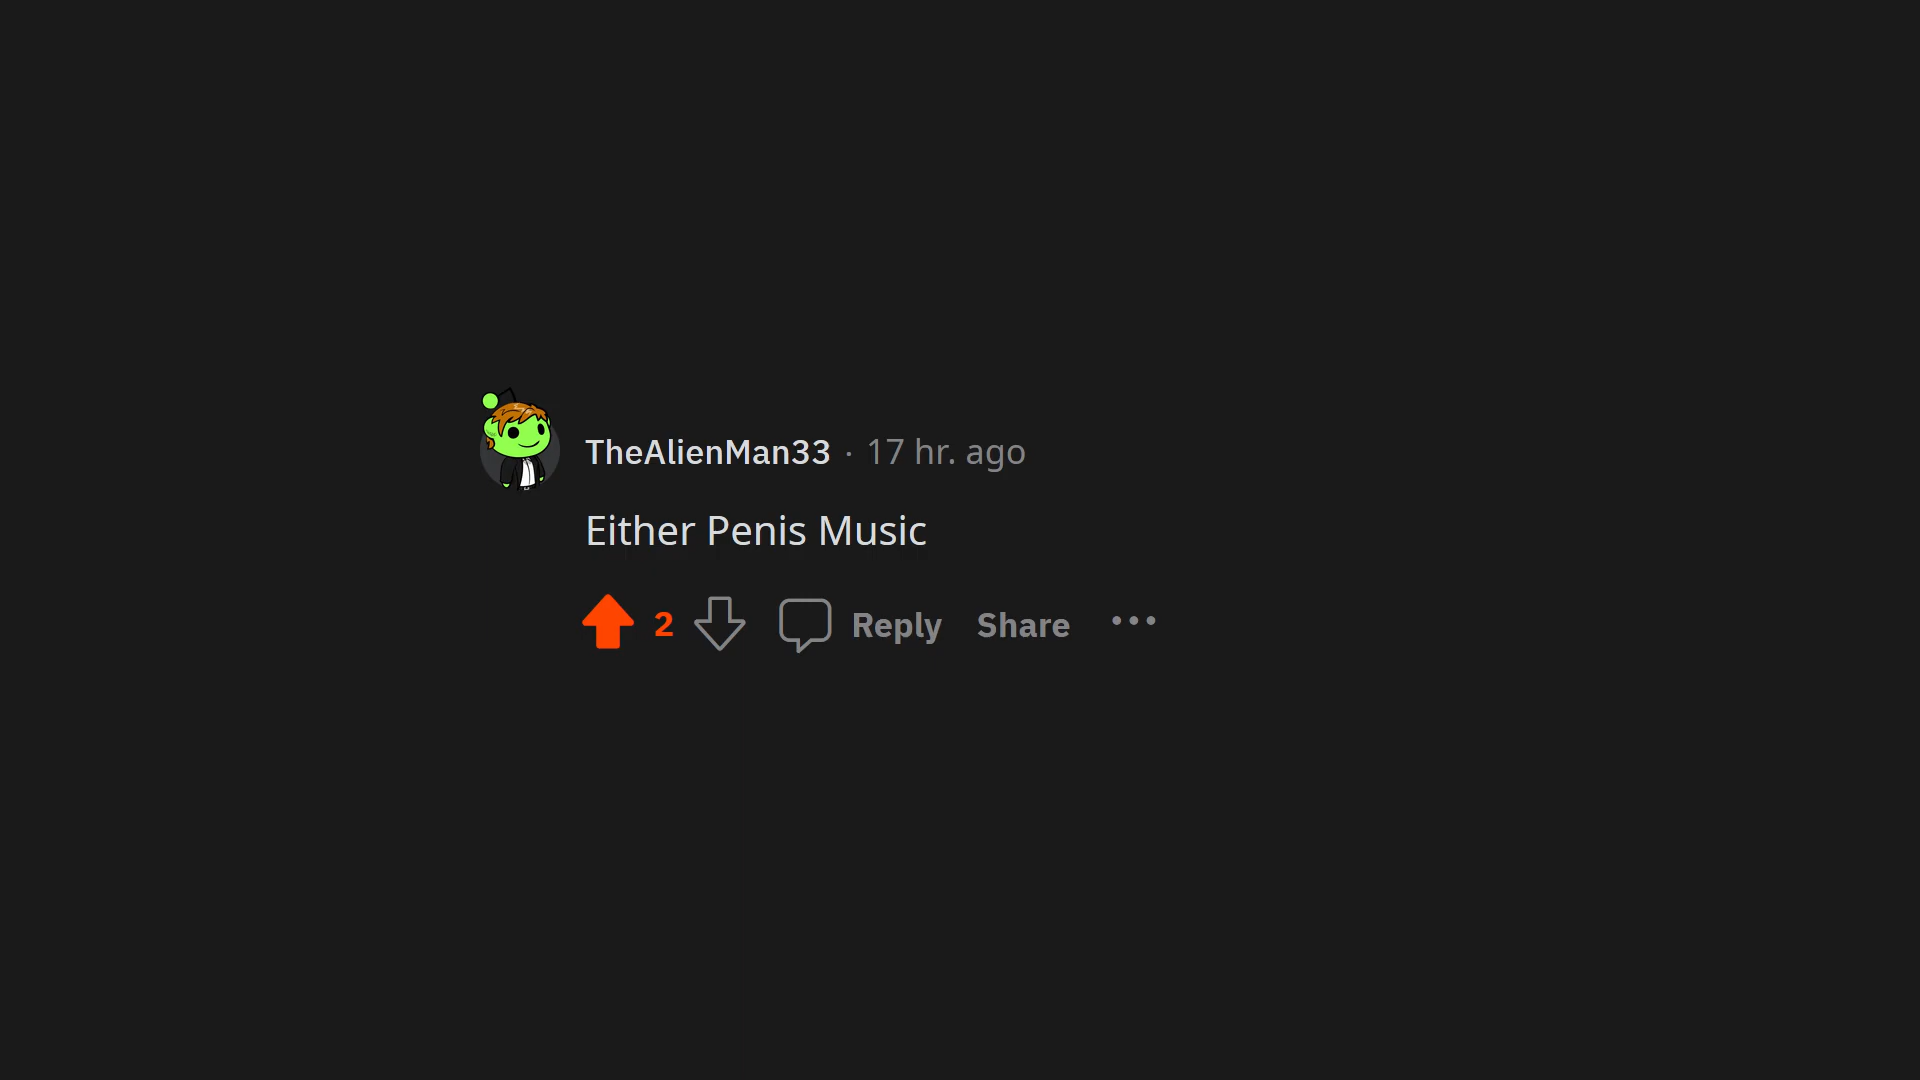 TheAlienMan33 · 17 hr. ago
Either Penis Music
2 Reply Share ...